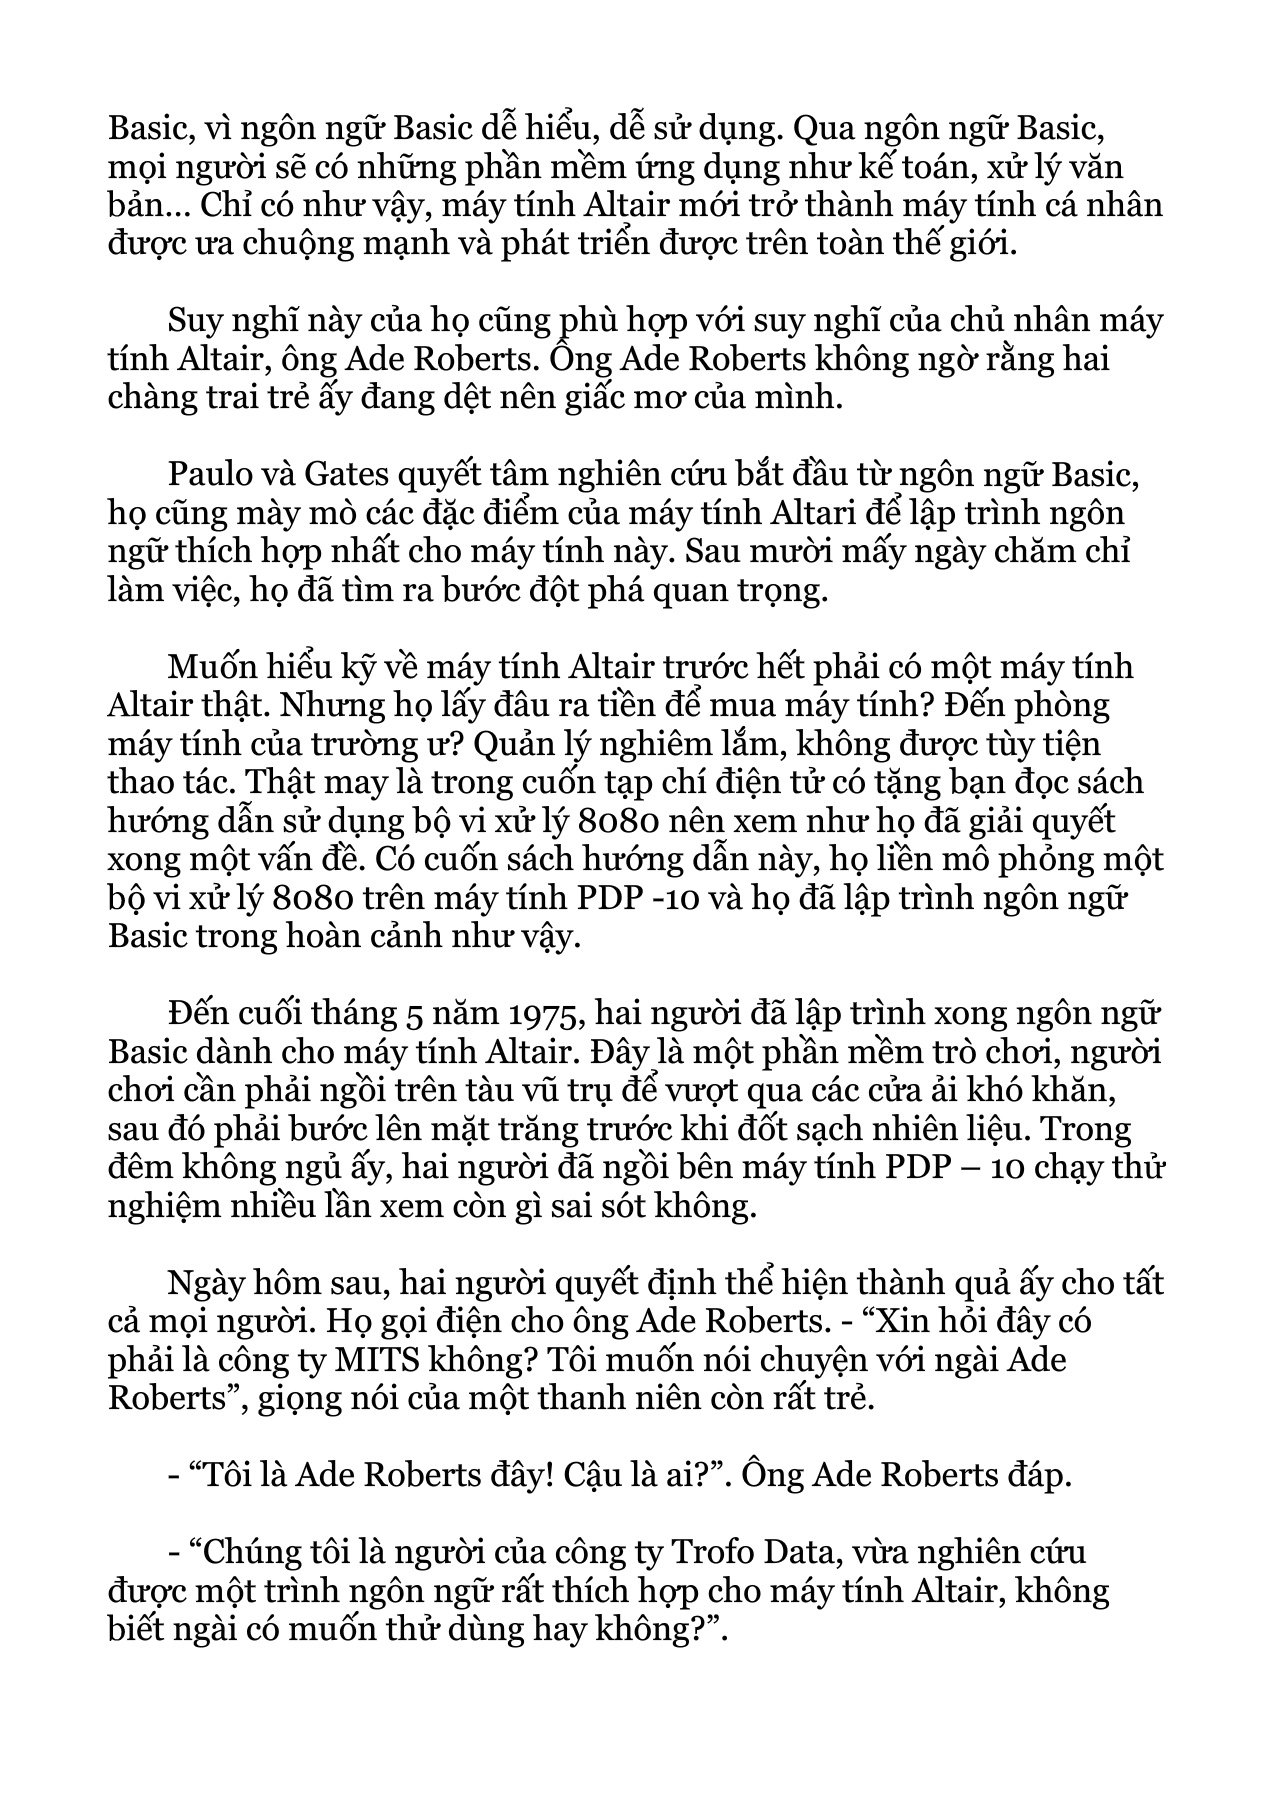 Basic, vì ngôn ngữ Basic dễ hiểu, dễ sử dụng. Qua ngôn ngữ Basic,
mọi người sẽ có những phần mềm ứng dụng như kế toán, xử lý văn
bản... Chỉ có như vậy, máy tính Altair mới trở thành máy tính cá nhân
được ưa chuộng mạnh và phát triển được trên toàn thế giới.
Suy nghĩ này của họ cũng phù hợp với suy nghĩ của chủ nhân máy
tính Altair, ông Ade Roberts. Ông Ade Roberts không ngờ rằng hai
chàng trai trẻ ấy đang dệt nên giấc mơ của mình.
Paulo và Gates quyết tâm nghiên cứu bắt đầu từ ngôn ngữ Basic,
họ cũng mày mò các đặc điểm của máy tính Altari để lập trình ngôn
ngữ thích hợp nhất cho máy tính này. Sau mười mấy ngày chăm chỉ
làm việc, họ đã tìm ra bước đột phá quan trọng.
Muốn hiểu kỹ về máy tính Altair trước hết phải có một máy tính
Altair thật. Nhưng họ lấy đâu ra tiền để mua máy tính? Đến phòng
máy tính của trường ư? Quản lý nghiêm lắm, không được tùy tiện
thao tác. Thật may là trong cuốn tạp chí điện tử có tặng bạn đọc sách
hướng dẫn sử dụng bộ vi xử lý 8080 nên xem như họ đã giải quyết
xong một vấn đề. Có cuốn sách hướng dẫn này, họ liền mô phỏng một
bộ vi xử lý 8080 trên máy tính PDP -10 và họ đã lập trình ngôn ngữ
Basic trong hoàn cảnh như vậy.
Đến cuối tháng 5 năm 1975, hai người đã lập trình xong ngôn ngữ
Basic dành cho máy tính Altair. Đây là một phần mềm trò chơi, người
chơi cần phải ngồi trên tàu vũ trụ để vượt qua các cửa ải khó khăn,
sau đó phải bước lên mặt trăng trước khi đốt sạch nhiên liệu. Trong
đêm không ngủ ấy, hai người đã ngồi bên máy tính PDP – 10 chạy thử
nghiệm nhiều lần xem còn gì sai sót không.
Ngày hôm sau, hai người quyết định thể hiện thành quả ấy cho tất
cả mọi người. Họ gọi điện cho ông Ade Roberts. - “Xin hỏi đây có
phải là công ty MITS không? Tôi muốn nói chuyện với ngài Ade
Roberts”, giọng nói của một thanh niên còn rất trẻ.
- “Tôi là Ade Roberts đây! Cậu là ai?”. Ông Ade Roberts đáp.
- “Chúng tôi là người của công ty Trofo Data, vừa nghiên cứu
được một trình ngôn ngữ rất thích hợp cho máy tính Altair, không
biết ngài có muốn thử dùng hay không?”.